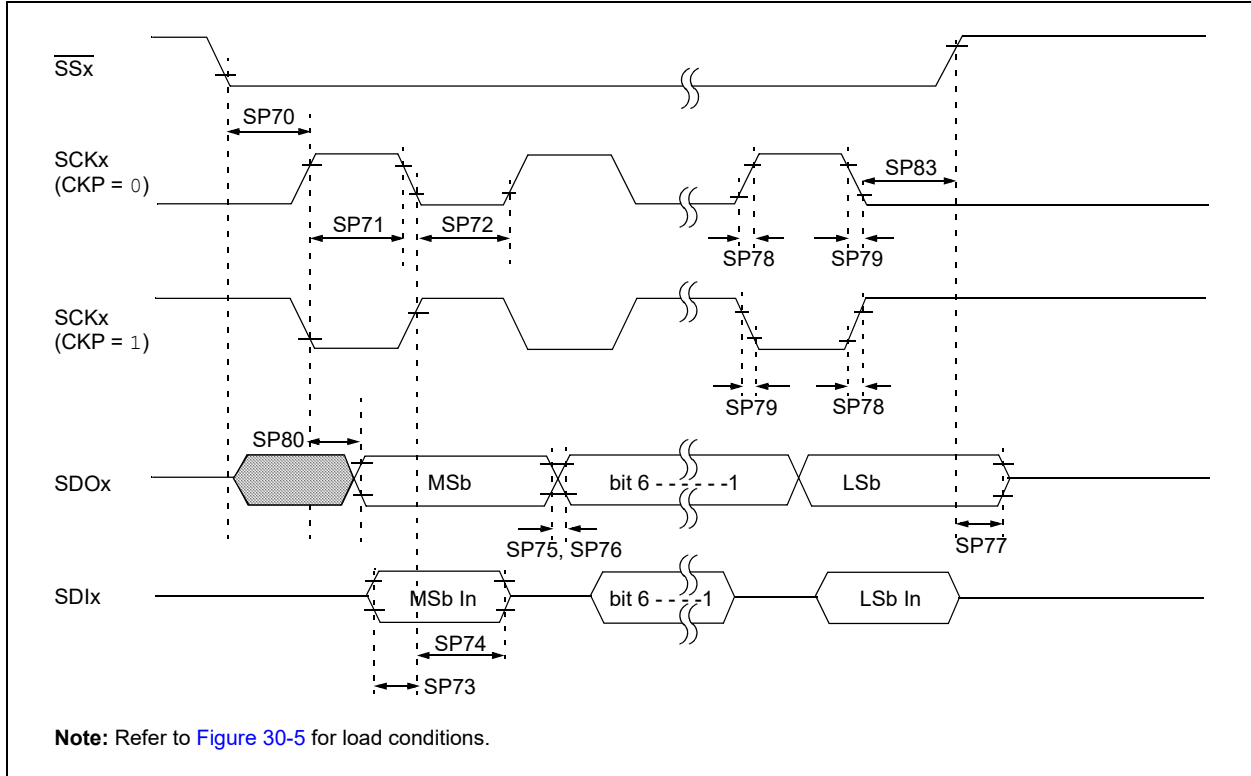 SSx
SP70
SCKx
(CKP = 0)
SP83
SP71
SP72
SP78
SP79
SCKx
(CKP = 1)
SP79
SP78
SP80
SDOx
MSb
bit 6 - - - - - -1
LSb
SP75, SP76
SP77
SDIx
MSb In
bit 6 - - - -1
LSb In
SP74
SP73
Note: Refer to Figure 30-5 for load conditions.